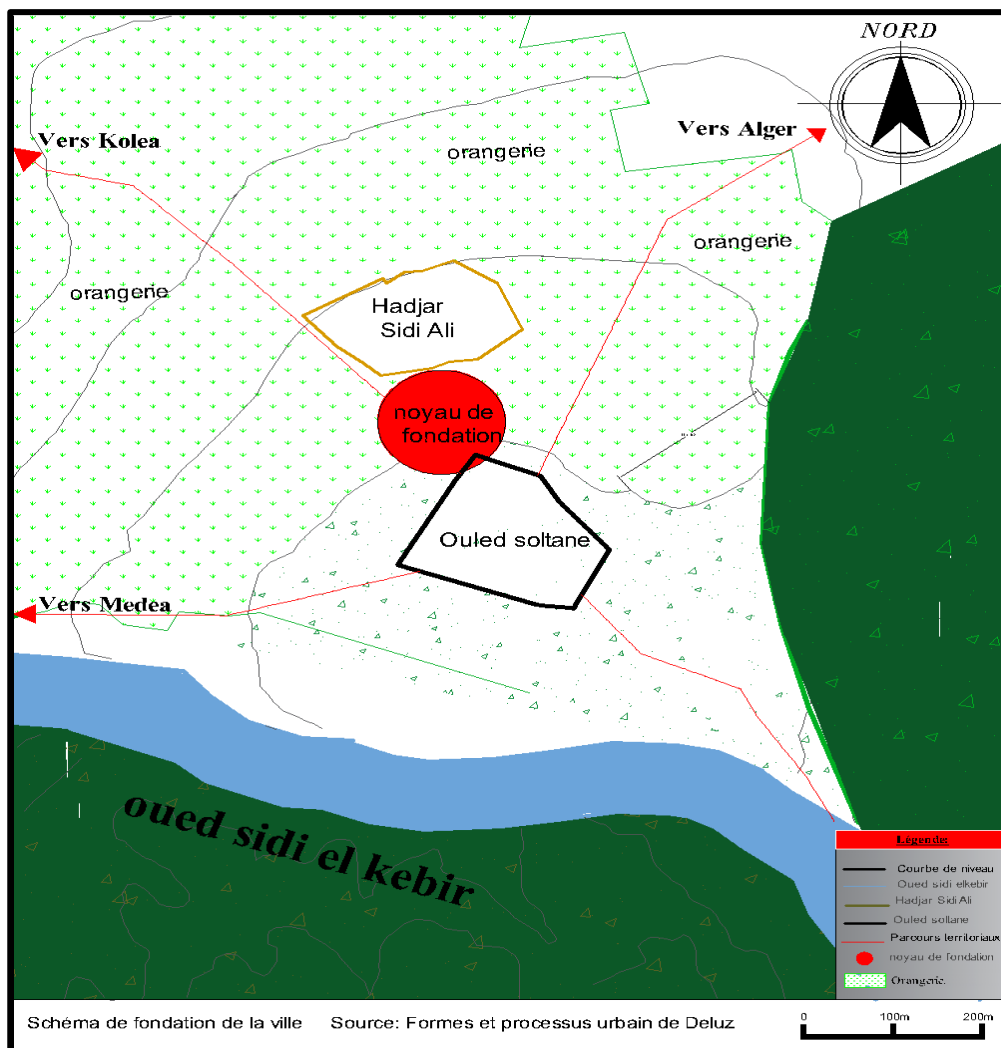 NORD
Vers Kolea
Vers Alger
orangerie
orangerie
orangerie
Hadjar
Sidi Ali
noyau de
fondation
Ouled soltane
Vers Medea
oued sidi el kebir
Légende:
Courbe de niveau
Oued sidi elkebir
Hadjar Sidi Ali
Ouled soltane
Parcours territoriaux
noyau de fondation
Orangerie.
Schéma de fondation de la ville Source: Formes et processus urbain de Deluz
0 100m 200m